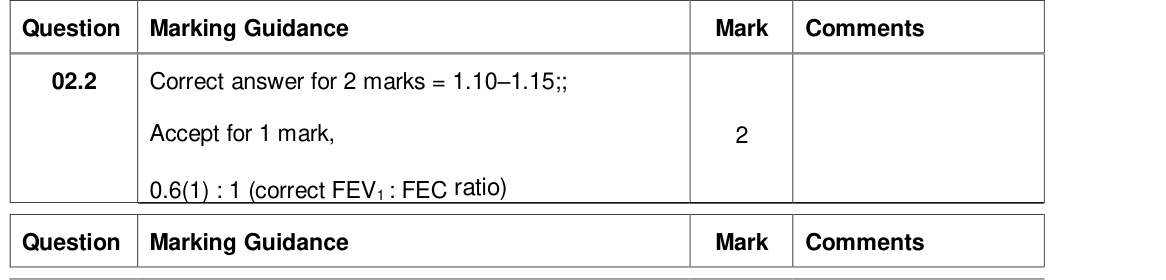 Question Marking Guidance Mark Comments
02.2 Correct answer for 2 marks = 1.10–1.15;;
Accept for 1 mark,
2
0.6(1) : 1 (correct FEV₁ : FEC ratio)
Question Marking Guidance Mark Comments